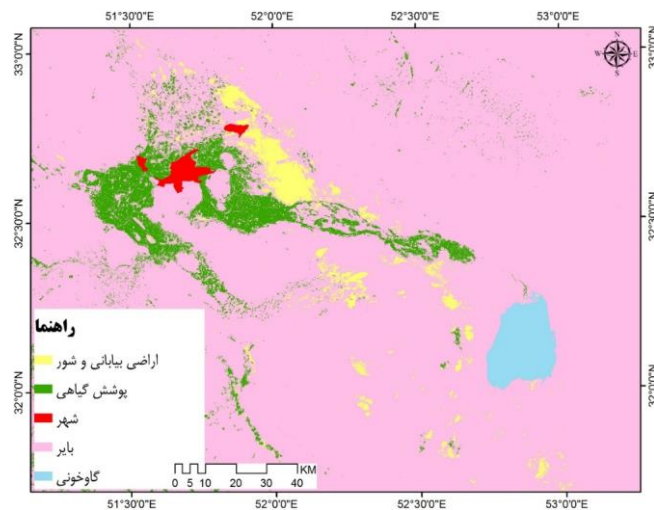 51°30'0"E 52°00'0"E 52°30'0"E 53°0'0"E
33°0'0"N
32°30'0"N
32°0'0"N
N
W E
S
راهنما
اراضی بیابانی و شور
پوشش گیاهی
شهر
بایر
گاوخونی
0 5 10 20 30 40 KM
51°30'0"E 52°0'0"E 52°30'0"E 53°0'0"E